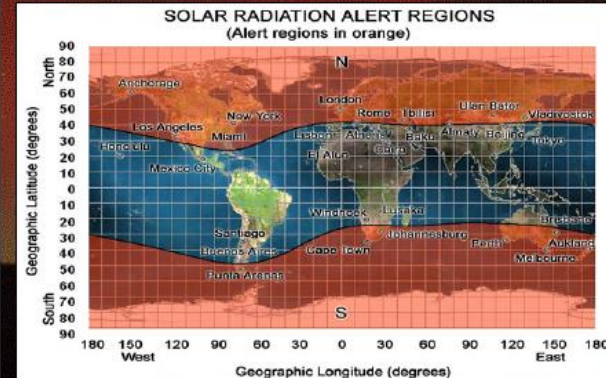 SOLAR RADIATION ALERT REGIONS
(Alert regions in orange)
90
80
70
60
50
40
30
20
10
0
10
20
30
40
50
60
70
80
90
North
Geographic Latitude (degrees)
South
N
Anchorage
London
New York
Rome Tbilisi
Ulan-Bator
Vladivostok
Los Angeles
Miami
Lisbon
Athens
Baku
Almaty
Beijing
Tokyo
Honolulu
El Aiun
Cairo
Mexico City
Windhoek
Lusaka
Santiago
Brisbane
Buenos Aires
Cape Town
Johannesburg
Perth
Aukland
Melbourne
Punta Arenas
S
180 150 120 90 60 30 0 30 60 90 120 150 180
West East
Geographic Longitude (degrees)